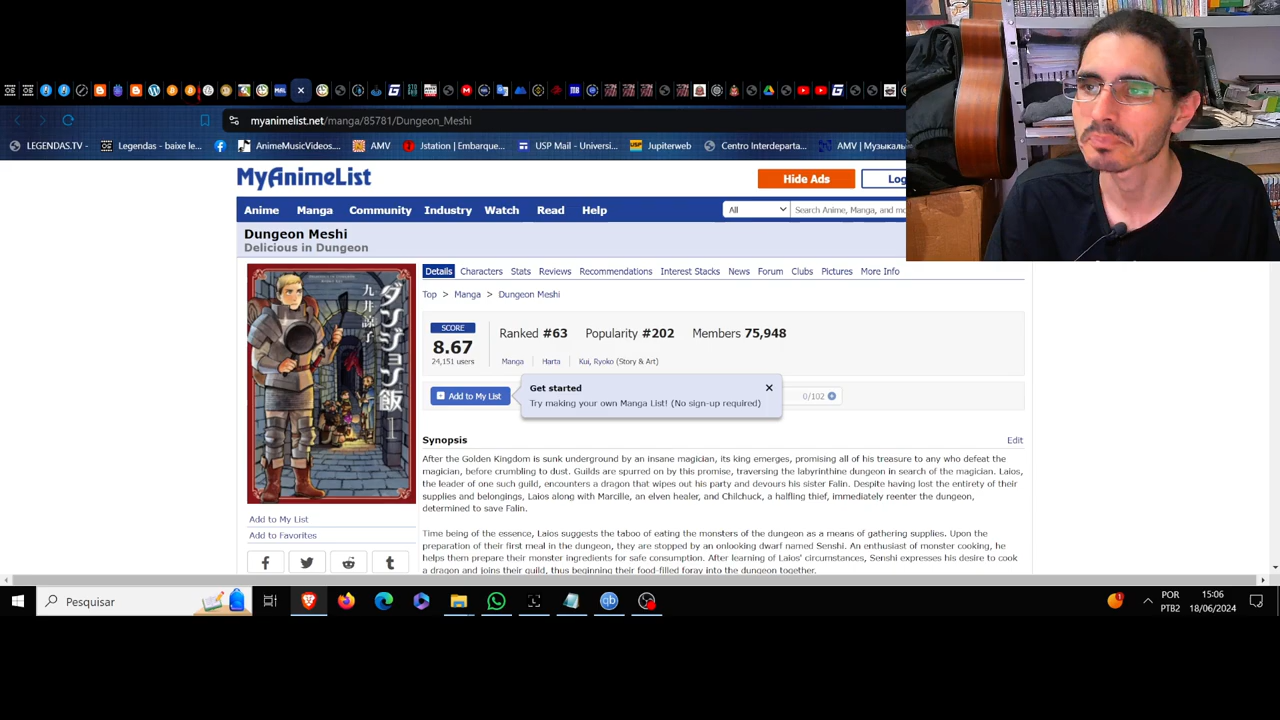 myanimelist.net/manga/85781/Dungeon_Meshi
LEGENDAS.TV - Legendas - baixe le... AnimeMusicVideos.... AMV Jstation | Embarque... USP Mail - Universi... Jupiterweb Centro Interdeparta... AMV | Музыкаль
MyAnimeList
Hide Ads
Log
Anime Manga Community Industry Watch Read Help
All
Search Anime, Manga, and mo
Dungeon Meshi
Delicious in Dungeon
ダンジョン飯
九井諒子
1
Details Characters Stats Reviews Recommendations Interest Stacks News Forum Clubs Pictures More Info
Top > Manga > Dungeon Meshi
SCORE
8.67
24,151 users
Ranked #63 Popularity #202 Members 75,948
Manga Harta Kui, Ryoko (Story & Art)
Add to My List
Get started
Try making your own Manga List! (No sign-up required)
0/102
Synopsis
Edit
After the Golden Kingdom is sunk underground by an insane magician, its king emerges, promising all of his treasure to any who defeat the
magician, before crumbling to dust. Guilds are spurred on by this promise, traversing the labyrinthine dungeon in search of the magician. Laios,
the leader of one such guild, encounters a dragon that wipes out his party and devours his sister Falin. Despite having lost the entirety of their
supplies and belongings, Laios along with Marcille, an elven healer, and Chilchuck, a halfling thief, immediately reenter the dungeon,
determined to save Falin.
Time being of the essence, Laios suggests the taboo of eating the monsters of the dungeon as a means of gathering supplies. Upon the
preparation of their first meal in the dungeon, they are stopped by an onlooking dwarf named Senshi. An enthusiast of monster cooking, he
helps them prepare their monster ingredients for safe consumption. After learning of Laios' circumstances, Senshi expresses his desire to cook
a dragon and joins their guild, thus beginning their food-filled foray into the dungeon together.
Add to My List
Add to Favorites
Pesquisar
POR
PTB2
15:06
18/06/2024